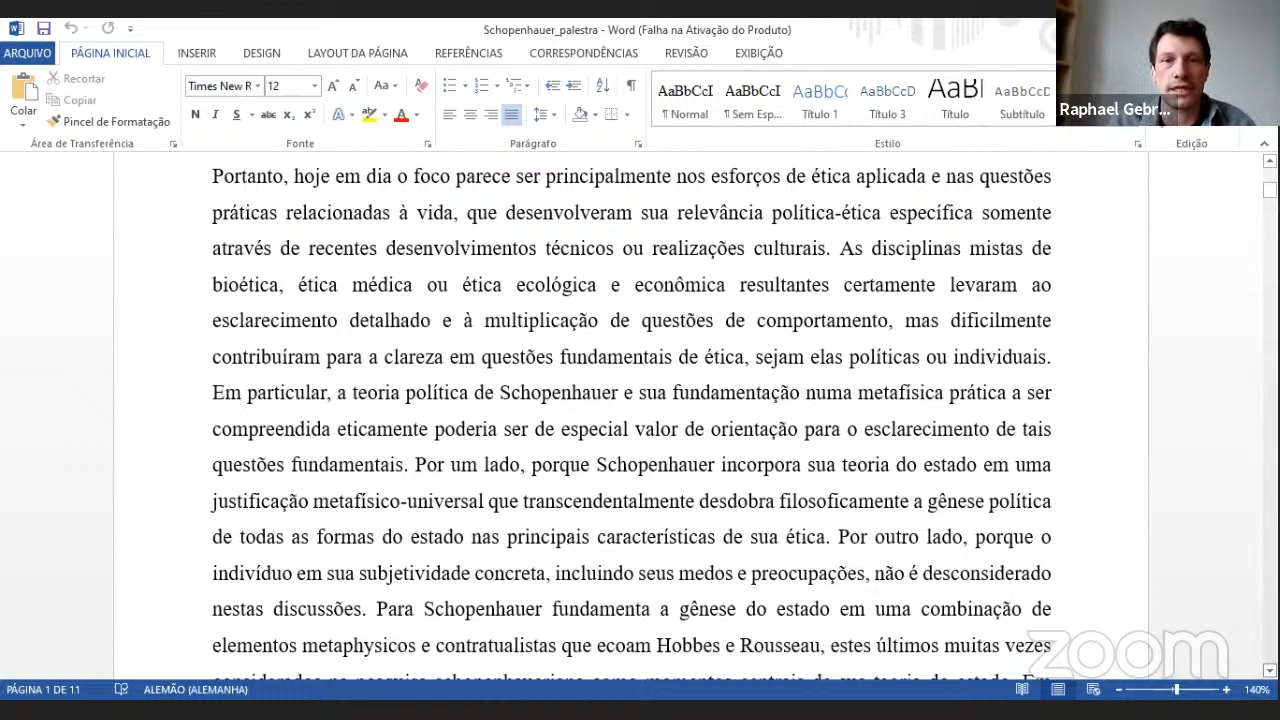 Schopenhauer_palestra - Word (Falha na Ativação do Produto)
ARQUIVO PÁGINA INICIAL INSERIR DESIGN LAYOUT DA PÁGINA REFERÊNCIAS CORRESPONDÊNCIAS REVISÃO EXIBIÇÃO
Colar
Recortar
Copiar
Pincel de Formatação
Área de Transferência
Times New R 12
N I S abc x₂ x²
Fonte
Parágrafo
AaBbCcI AaBbCcI AaBbCc AaBbCcD AaBl AaBbCcD
¶ Normal ¶ Sem Esp... Título 1 Título 3 Título Subtítulo
Estilo
Edição
Raphael Gebr...
Portanto, hoje em dia o foco parece ser principalmente nos esforços de ética aplicada e nas questões
práticas relacionadas à vida, que desenvolveram sua relevância política-ética específica somente
através de recentes desenvolvimentos técnicos ou realizações culturais. As disciplinas mistas de
bioética, ética médica ou ética ecológica e econômica resultantes certamente levaram ao
esclarecimento detalhado e à multiplicação de questões de comportamento, mas dificilmente
contribuíram para a clareza em questões fundamentais de ética, sejam elas políticas ou individuais.
Em particular, a teoria política de Schopenhauer e sua fundamentação numa metafísica prática a ser
compreendida eticamente poderia ser de especial valor de orientação para o esclarecimento de tais
questões fundamentais. Por um lado, porque Schopenhauer incorpora sua teoria do estado em uma
justificação metafísico-universal que transcendentalmente desdobra filosoficamente a gênese política
de todas as formas do estado nas principais características de sua ética. Por outro lado, porque o
indivíduo em sua subjetividade concreta, incluindo seus medos e preocupações, não é desconsiderado
nestas discussões. Para Schopenhauer fundamenta a gênese do estado em uma combinação de
elementos metaphysicos e contratualistas que ecoam Hobbes e Rousseau, estes últimos muitas vezes
zoom
PÁGINA 1 DE 11 ALEMÃO (ALEMANHA) 140%